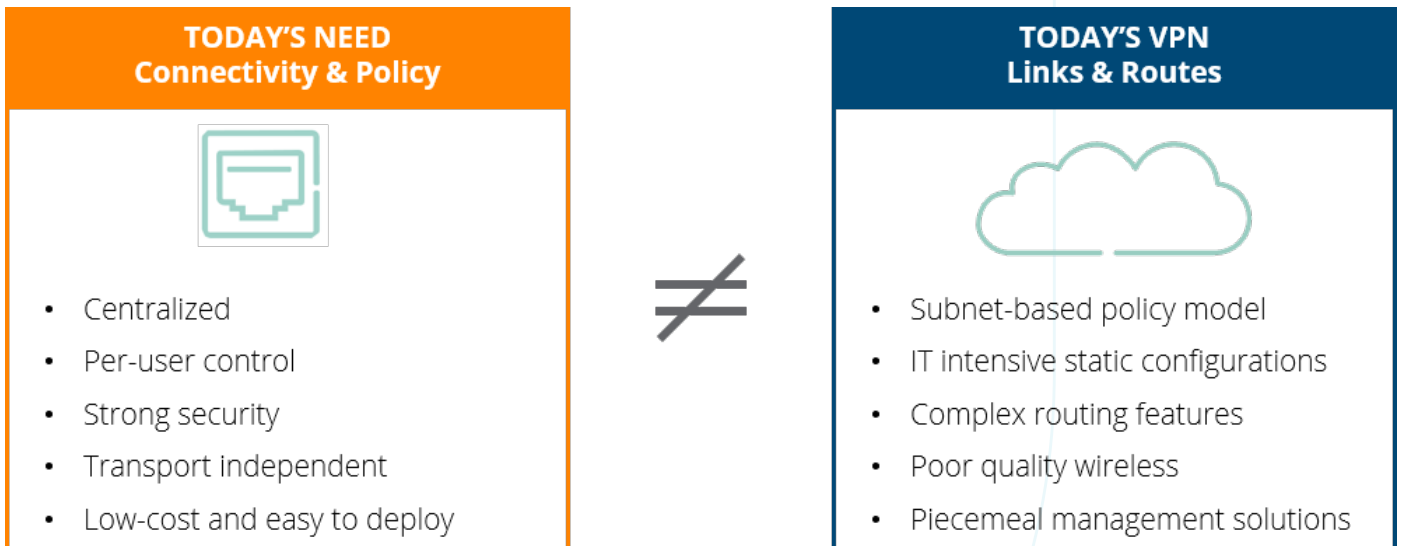 TODAY'S NEED
Connectivity & Policy
• Centralized
• Per-user control
• Strong security
• Transport independent
• Low-cost and easy to deploy
≠
TODAY'S VPN
Links & Routes
• Subnet-based policy model
• IT intensive static configurations
• Complex routing features
• Poor quality wireless
• Piecemeal management solutions